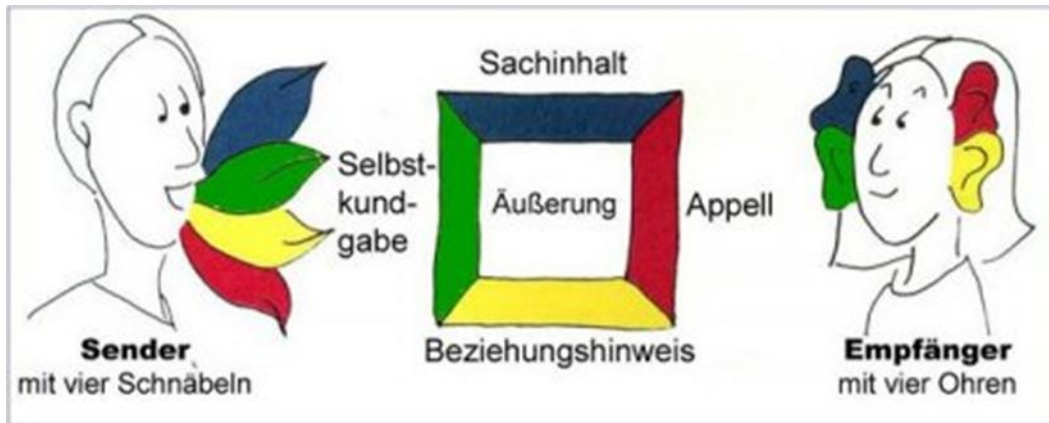 Sachinhalt
Selbst-
kund-
gabe
Äußerung
Appell
Beziehungshinweis
Sender
mit vier Schnäbeln
Empfänger
mit vier Ohren